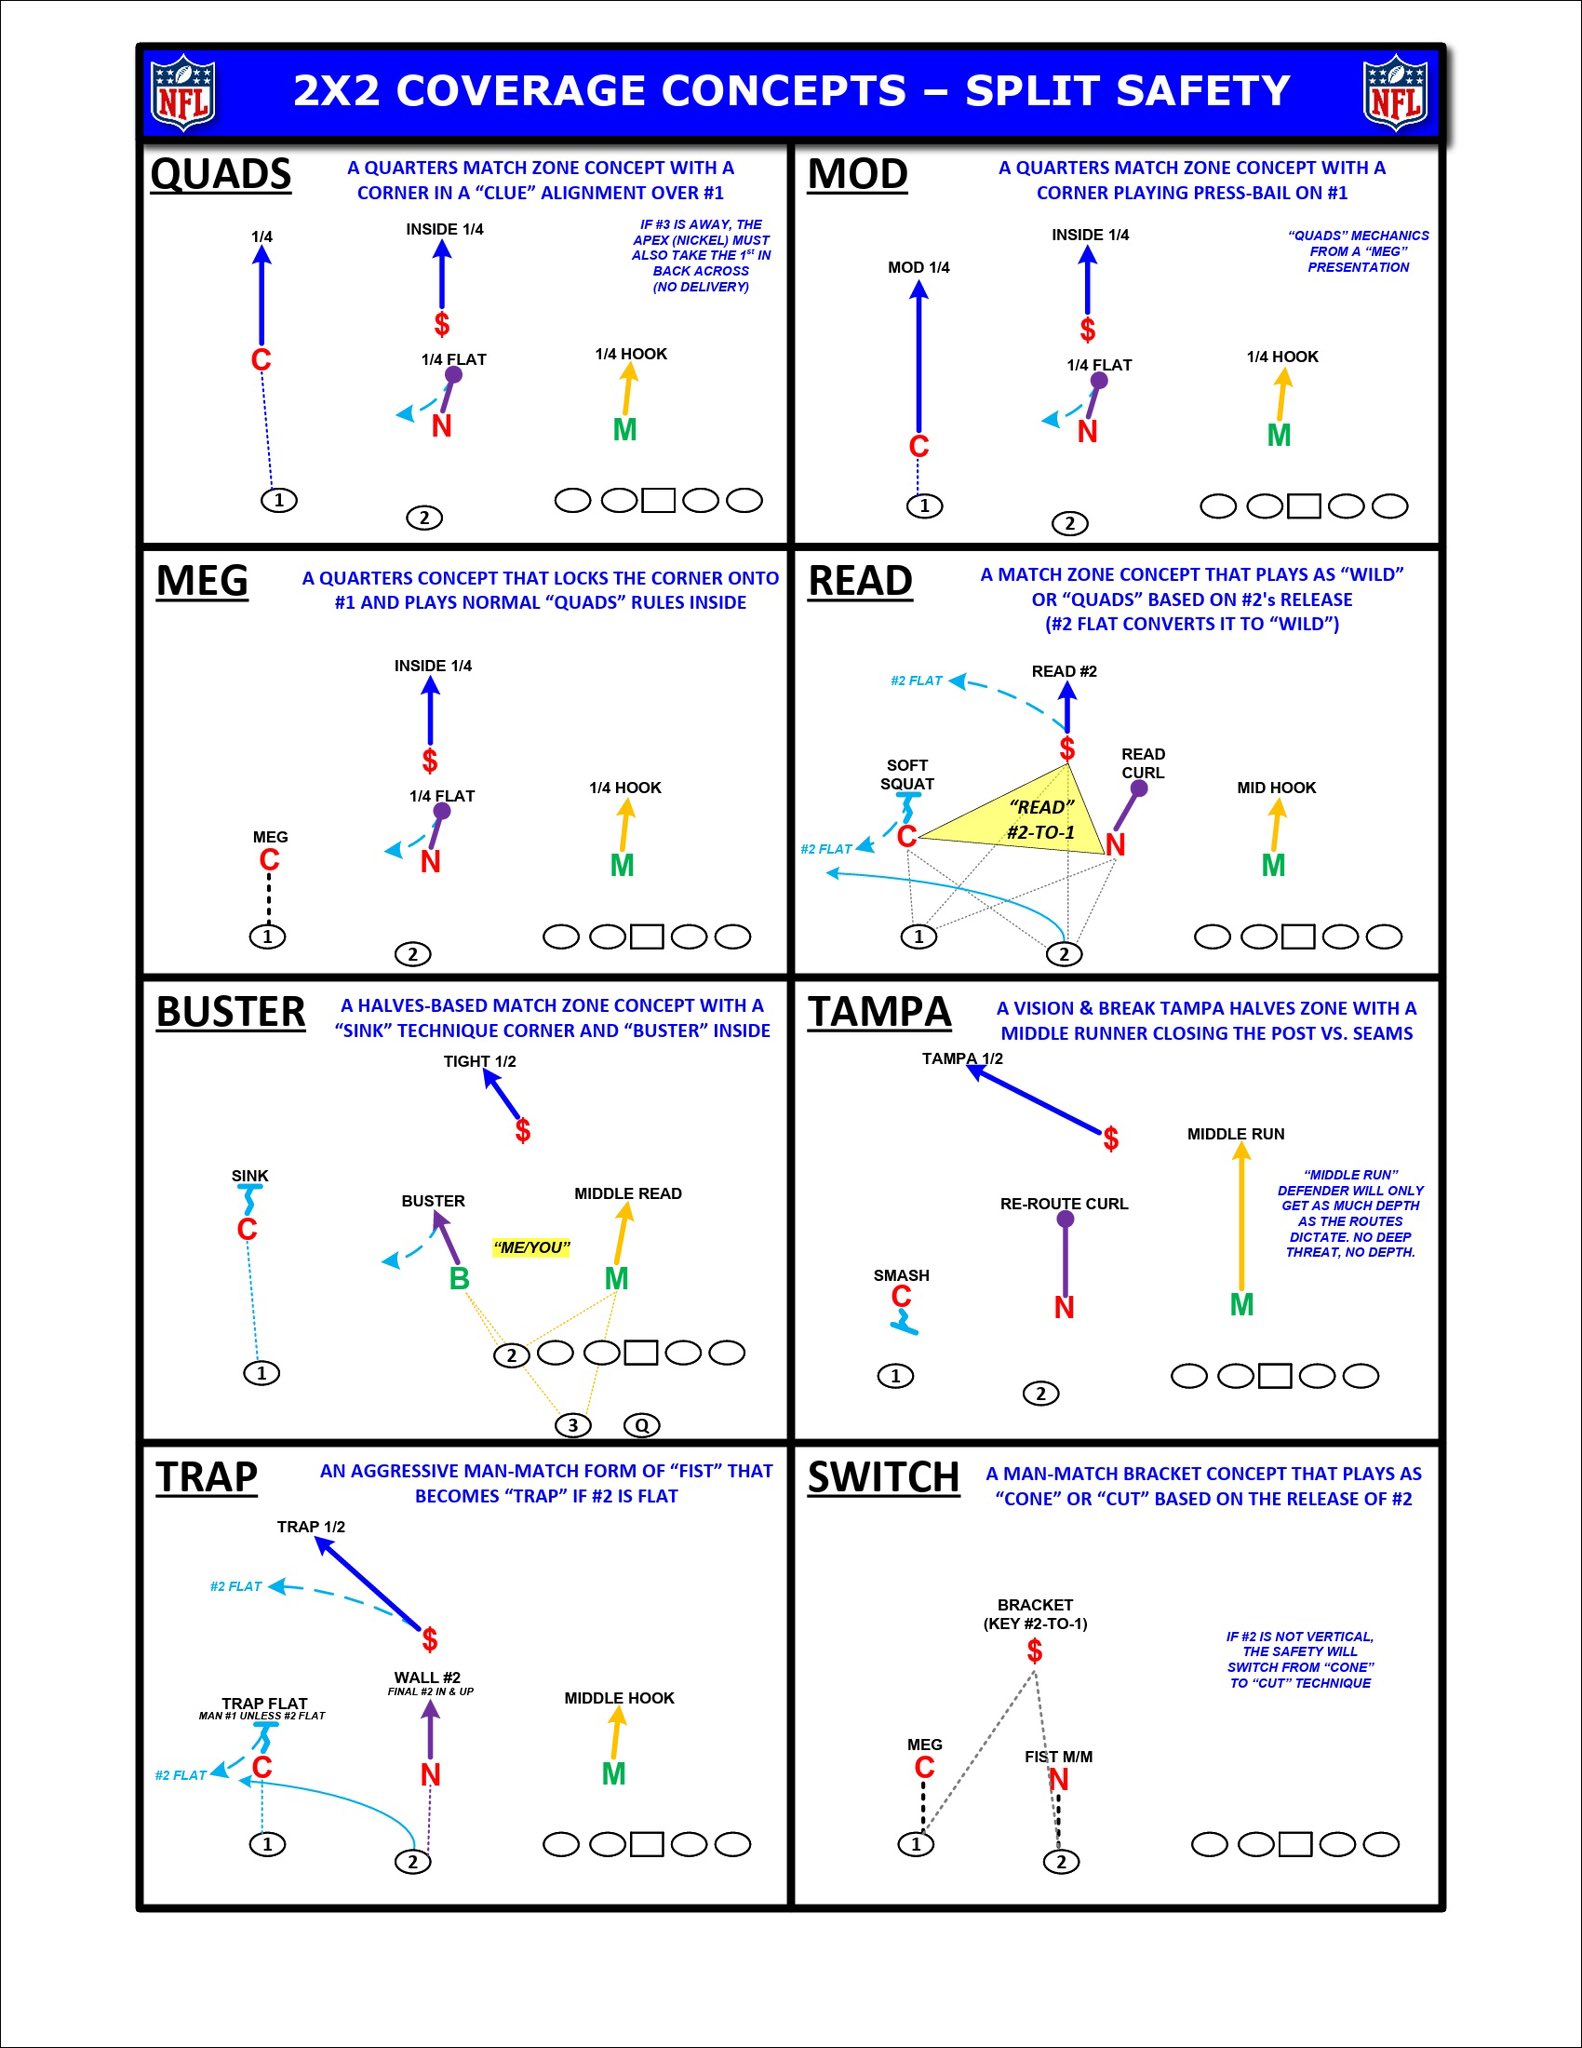 NFL
2X2 COVERAGE CONCEPTS – SPLIT SAFETY
NFL
QUADS
A QUARTERS MATCH ZONE CONCEPT WITH A
CORNER IN A “CLUE” ALIGNMENT OVER #1
IF #3 IS AWAY, THE
APEX (NICKEL) MUST
ALSO TAKE THE 1st IN
BACK ACROSS
(NO DELIVERY)
1/4
INSIDE 1/4
$
C
1/4 FLAT
1/4 HOOK
N
M
1
2
MOD
A QUARTERS MATCH ZONE CONCEPT WITH A
CORNER PLAYING PRESS-BAIL ON #1
“QUADS” MECHANICS
FROM A “MEG”
PRESENTATION
INSIDE 1/4
MOD 1/4
$
1/4 FLAT
1/4 HOOK
C
N
M
1
2
MEG
A QUARTERS CONCEPT THAT LOCKS THE CORNER ONTO
#1 AND PLAYS NORMAL “QUADS” RULES INSIDE
INSIDE 1/4
$
1/4 FLAT
1/4 HOOK
MEG
C
N
M
1
2
READ
A MATCH ZONE CONCEPT THAT PLAYS AS “WILD”
OR “QUADS” BASED ON #2's RELEASE
(#2 FLAT CONVERTS IT TO “WILD”)
#2 FLAT
READ #2
$
SOFT
SQUAT
READ
CURL
MID HOOK
“READ”
#2-TO-1
#2 FLAT
C
N
M
1
2
BUSTER
A HALVES-BASED MATCH ZONE CONCEPT WITH A
“SINK” TECHNIQUE CORNER AND “BUSTER” INSIDE
TIGHT 1/2
$
SINK
C
BUSTER
MIDDLE READ
“ME/YOU”
B
M
2
1
3
Q
TAMPA
A VISION & BREAK TAMPA HALVES ZONE WITH A
MIDDLE RUNNER CLOSING THE POST VS. SEAMS
TAMPA 1/2
$
MIDDLE RUN
“MIDDLE RUN”
DEFENDER WILL ONLY
GET AS MUCH DEPTH
AS THE ROUTES
DICTATE. NO DEEP
THREAT, NO DEPTH.
RE-ROUTE CURL
SMASH
C
N
M
1
2
TRAP
AN AGGRESSIVE MAN-MATCH FORM OF “FIST” THAT
BECOMES “TRAP” IF #2 IS FLAT
TRAP 1/2
#2 FLAT
$
WALL #2
FINAL #2 IN & UP
TRAP FLAT
MAN #1 UNLESS #2 FLAT
MIDDLE HOOK
#2 FLAT
C
N
M
1
2
SWITCH
A MAN-MATCH BRACKET CONCEPT THAT PLAYS AS
“CONE” OR “CUT” BASED ON THE RELEASE OF #2
BRACKET
(KEY #2-TO-1)
$
IF #2 IS NOT VERTICAL,
THE SAFETY WILL
SWITCH FROM “CONE”
TO “CUT” TECHNIQUE
MEG
C
FIST M/M
N
1
2